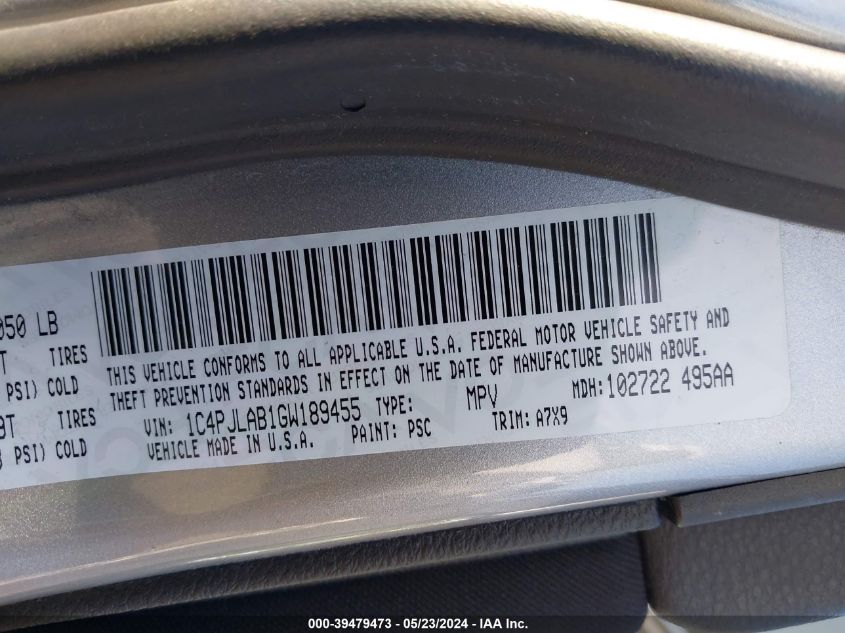 050 LB
T TIRES
PSI) COLD
BT TIRES
PSI) COLD
THIS VEHICLE CONFORMS TO ALL APPLICABLE U.S.A. FEDERAL MOTOR VEHICLE SAFETY AND
THEFT PREVENTION STANDARDS IN EFFECT ON THE DATE OF MANUFACTURE SHOWN ABOVE.
VIN: 1C4PJLAB1GW189455 TYPE: MPV MDH: 102722 495AA
VEHICLE MADE IN U.S.A. PAINT: PSC TRIM: A7X9
000-39479473 - 05/23/2024 - IAA Inc.